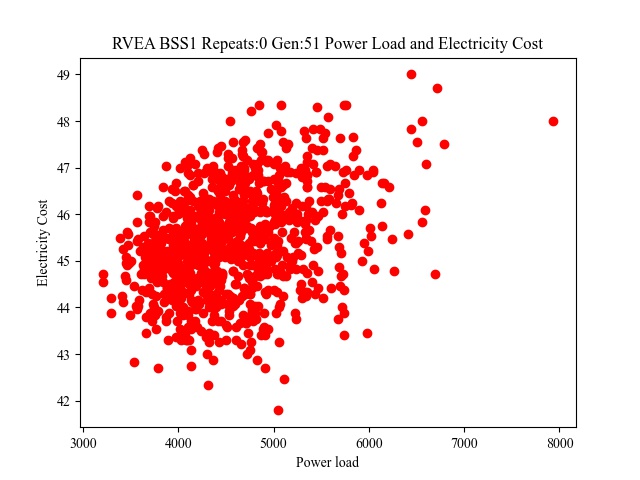 RVEA BSS1 Repeats:0 Gen:51 Power Load and Electricity Cost
49
48
47
46
45
44
43
42
Electricity Cost
3000 4000 5000 6000 7000 8000
Power load